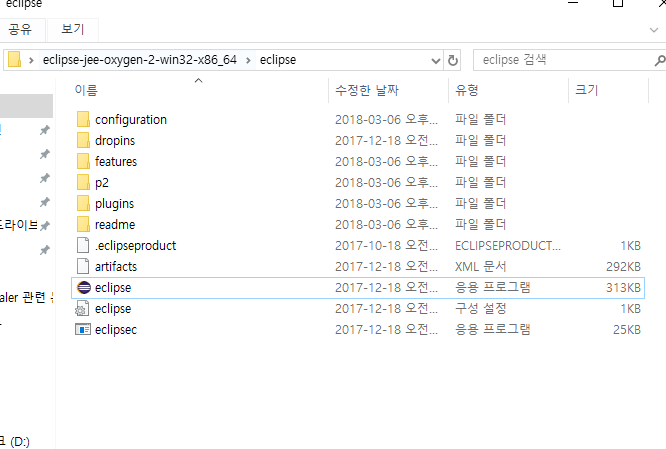 eclipse
공유 보기
eclipse-jee-oxygen-2-win32-x86_64 eclipse eclipse 검색
이름 수정한 날짜 유형 크기
configuration 2018-03-06 오후... 파일 폴더
dropins 2017-12-18 오전... 파일 폴더
features 2018-03-06 오후... 파일 폴더
p2 2018-03-06 오후... 파일 폴더
plugins 2018-03-06 오후... 파일 폴더
드라이브 readme 2018-03-06 오후... 파일 폴더
.eclipseproduct 2017-10-18 오전... ECLIPSEPRODUCT... 1KB
artifacts 2017-12-18 오전... XML 문서 292KB
eclipse 2017-12-18 오전... 응용 프로그램 313KB
aler 관련 eclipse 2017-12-18 오전... 구성 설정 1KB
eclipsec 2017-12-18 오전... 응용 프로그램 25KB
(D:)